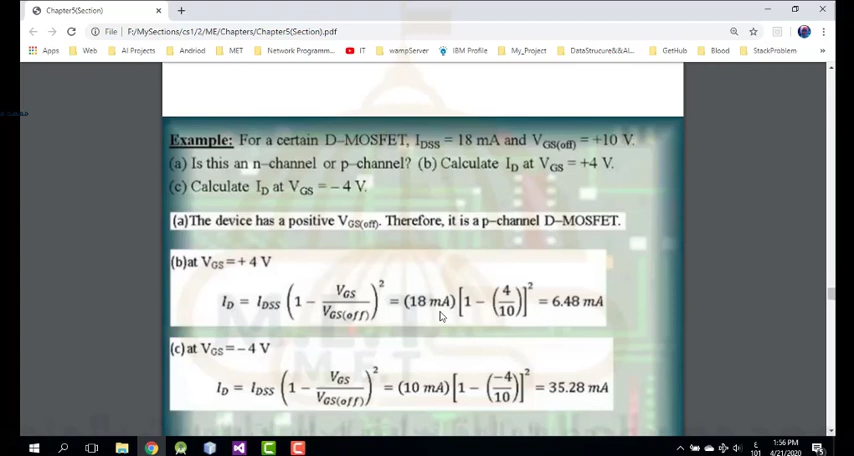 Chapter5(Section)
File | F:/MySections/cs1/2/ME/Chapters/Chapter5(Section).pdf
Apps Web AI Projects Andriod MET Network Programm... IT wampServer IBM Profile My_Project DataStrucure&&Al... GetHub Blood StackProblem »
Example: For a certain D–MOSFET, IDSS = 18 mA and VGS(off) = +10 V.
(a) Is this an n–channel or p–channel? (b) Calculate ID at VGS = +4 V.
(c) Calculate ID at VGS = – 4 V.
(a)The device has a positive VGS(off). Therefore, it is a p–channel D–MOSFET.
(b)at VGS = + 4 V
ID = IDSS (1 − VGS/VGS(off))² = (18 mA)[1 − (4/10)]² = 6.48 mA
M.E.T
(c)at VGS = – 4 V
ID = IDSS (1 − VGS/VGS(off))² = (10 mA)[1 − (−4/10)]² = 35.28 mA
1:56 PM
4/21/2020